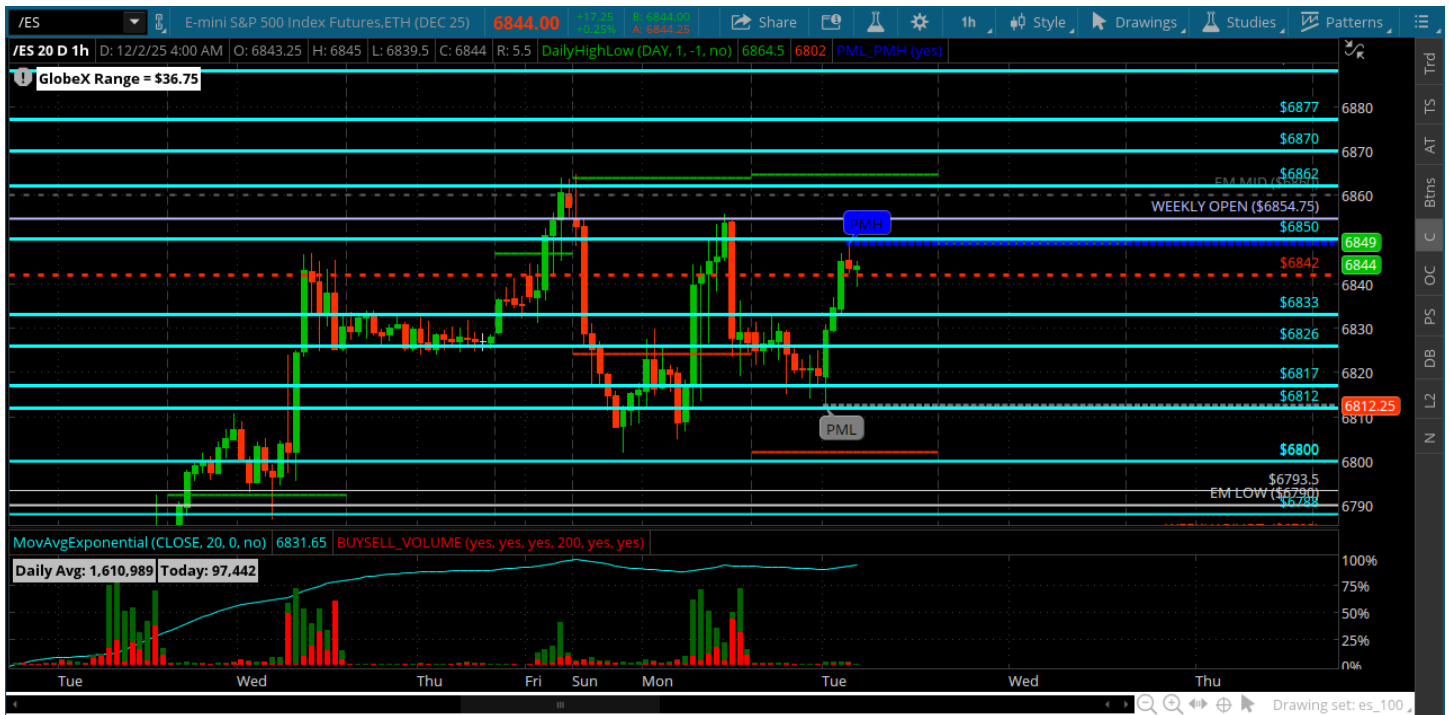 /ES E-mini S&P 500 Index Futures,ETH (DEC 25) 6844.00 +17.25 +0.25% B: 6844.00 A: 6844.25 Share 1h Style Drawings Studies Patterns
/ES 20 D 1h D: 12/2/25 4:00 AM O: 6843.25 H: 6845 L: 6839.5 C: 6844 R: 5.5 DailyHighLow (DAY, 1, -1, no) 6864.5 6802 PML_PMH (yes)
GlobeX Range = $36.75
$6877
6880
$6870
6870
$6862
EM MID ($6860)
6860
WEEKLY OPEN ($6854.75)
PMH
$6850
6849
$6842
6844
6840
$6833
6830
$6826
$6817
6820
$6812
6812.25
6810
PML
$6800
6800
$6793.5
EM LOW ($6790)
$6788
6790
MovAvgExponential (CLOSE, 20, 0, no) 6831.65 BUYSELL_VOLUME (yes, yes, yes, 200, yes, yes)
Daily Avg: 1,610,989 Today: 97,442
100%
75%
50%
25%
0%
Tue Wed Thu Fri Sun Mon Tue Wed Thu
Drawing set: es_100
Trd
TS
AT
Btns
C
OC
PS
DB
L2
N